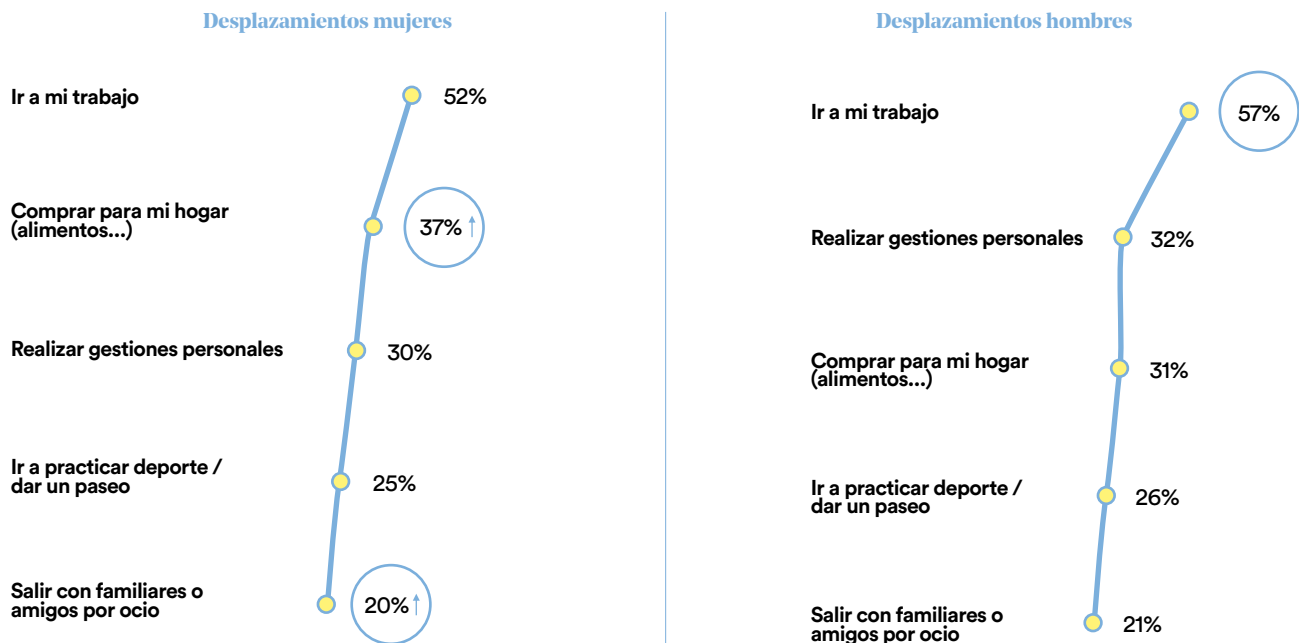 Desplazamientos mujeres
Ir a mi trabajo
52%
Comprar para mi hogar
(alimentos...)
37%
Realizar gestiones personales
30%
Ir a practicar deporte /
dar un paseo
25%
Salir con familiares o
amigos por ocio
20%
Desplazamientos hombres
Ir a mi trabajo
57%
Realizar gestiones personales
32%
Comprar para mi hogar
(alimentos...)
31%
Ir a practicar deporte /
dar un paseo
26%
Salir con familiares o
amigos por ocio
21%